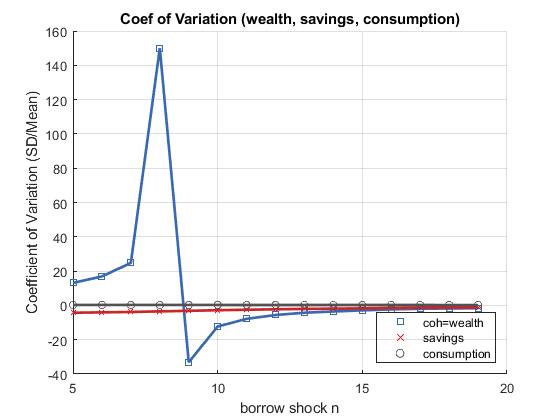 Coef of Variation (wealth, savings, consumption)
160
140
120
100
80
60
40
20
0
-20
-40
Coefficient of Variation (SD/Mean)
5
10
15
20
borrow shock n
coh=wealth
savings
consumption